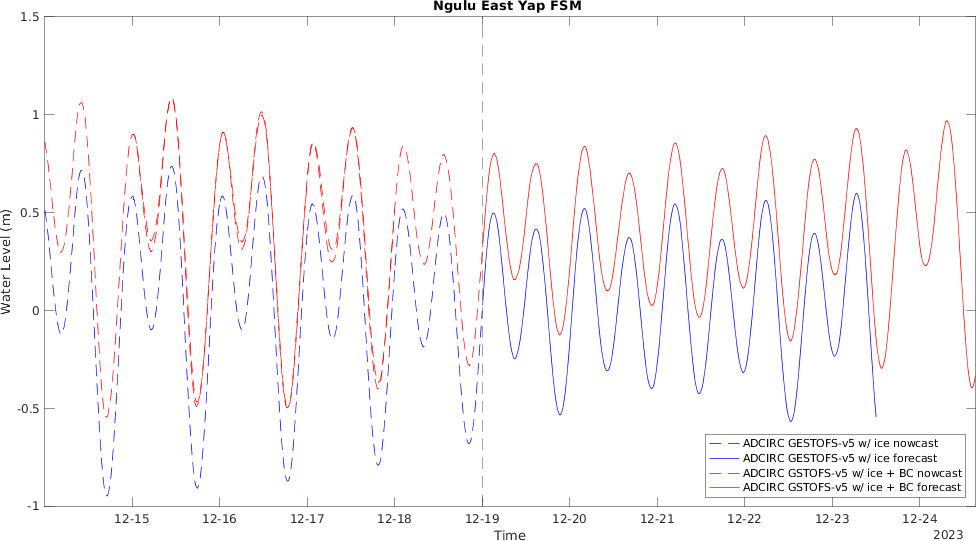 Ngulu East Yap FSM
1.5
1
0.5
0
-0.5
-1
Water Level (m)
ADCIRC GESTOFS-v5 w/ ice nowcast
ADCIRC GESTOFS-v5 w/ ice forecast
ADCIRC GSTOFS-v5 w/ ice + BC nowcast
ADCIRC GSTOFS-v5 w/ ice + BC forecast
12-15 12-16 12-17 12-18 12-19 12-20 12-21 12-22 12-23 12-24
Time
2023